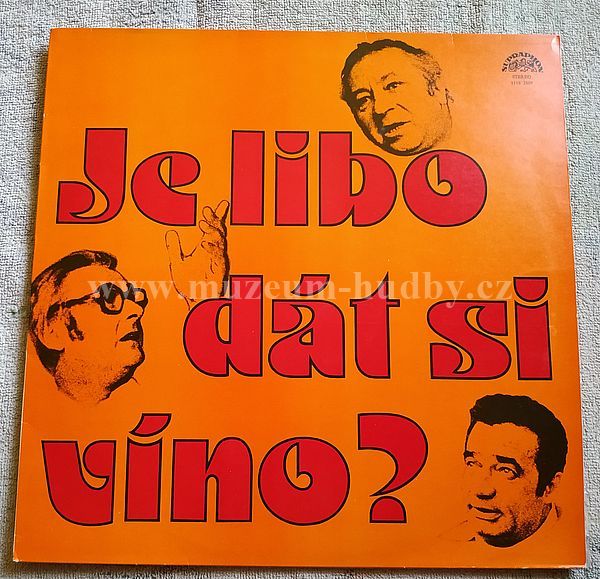 SUPRAPHON
STEREO
Je libo
dát si
víno?
www.muzeum-hudby.cz